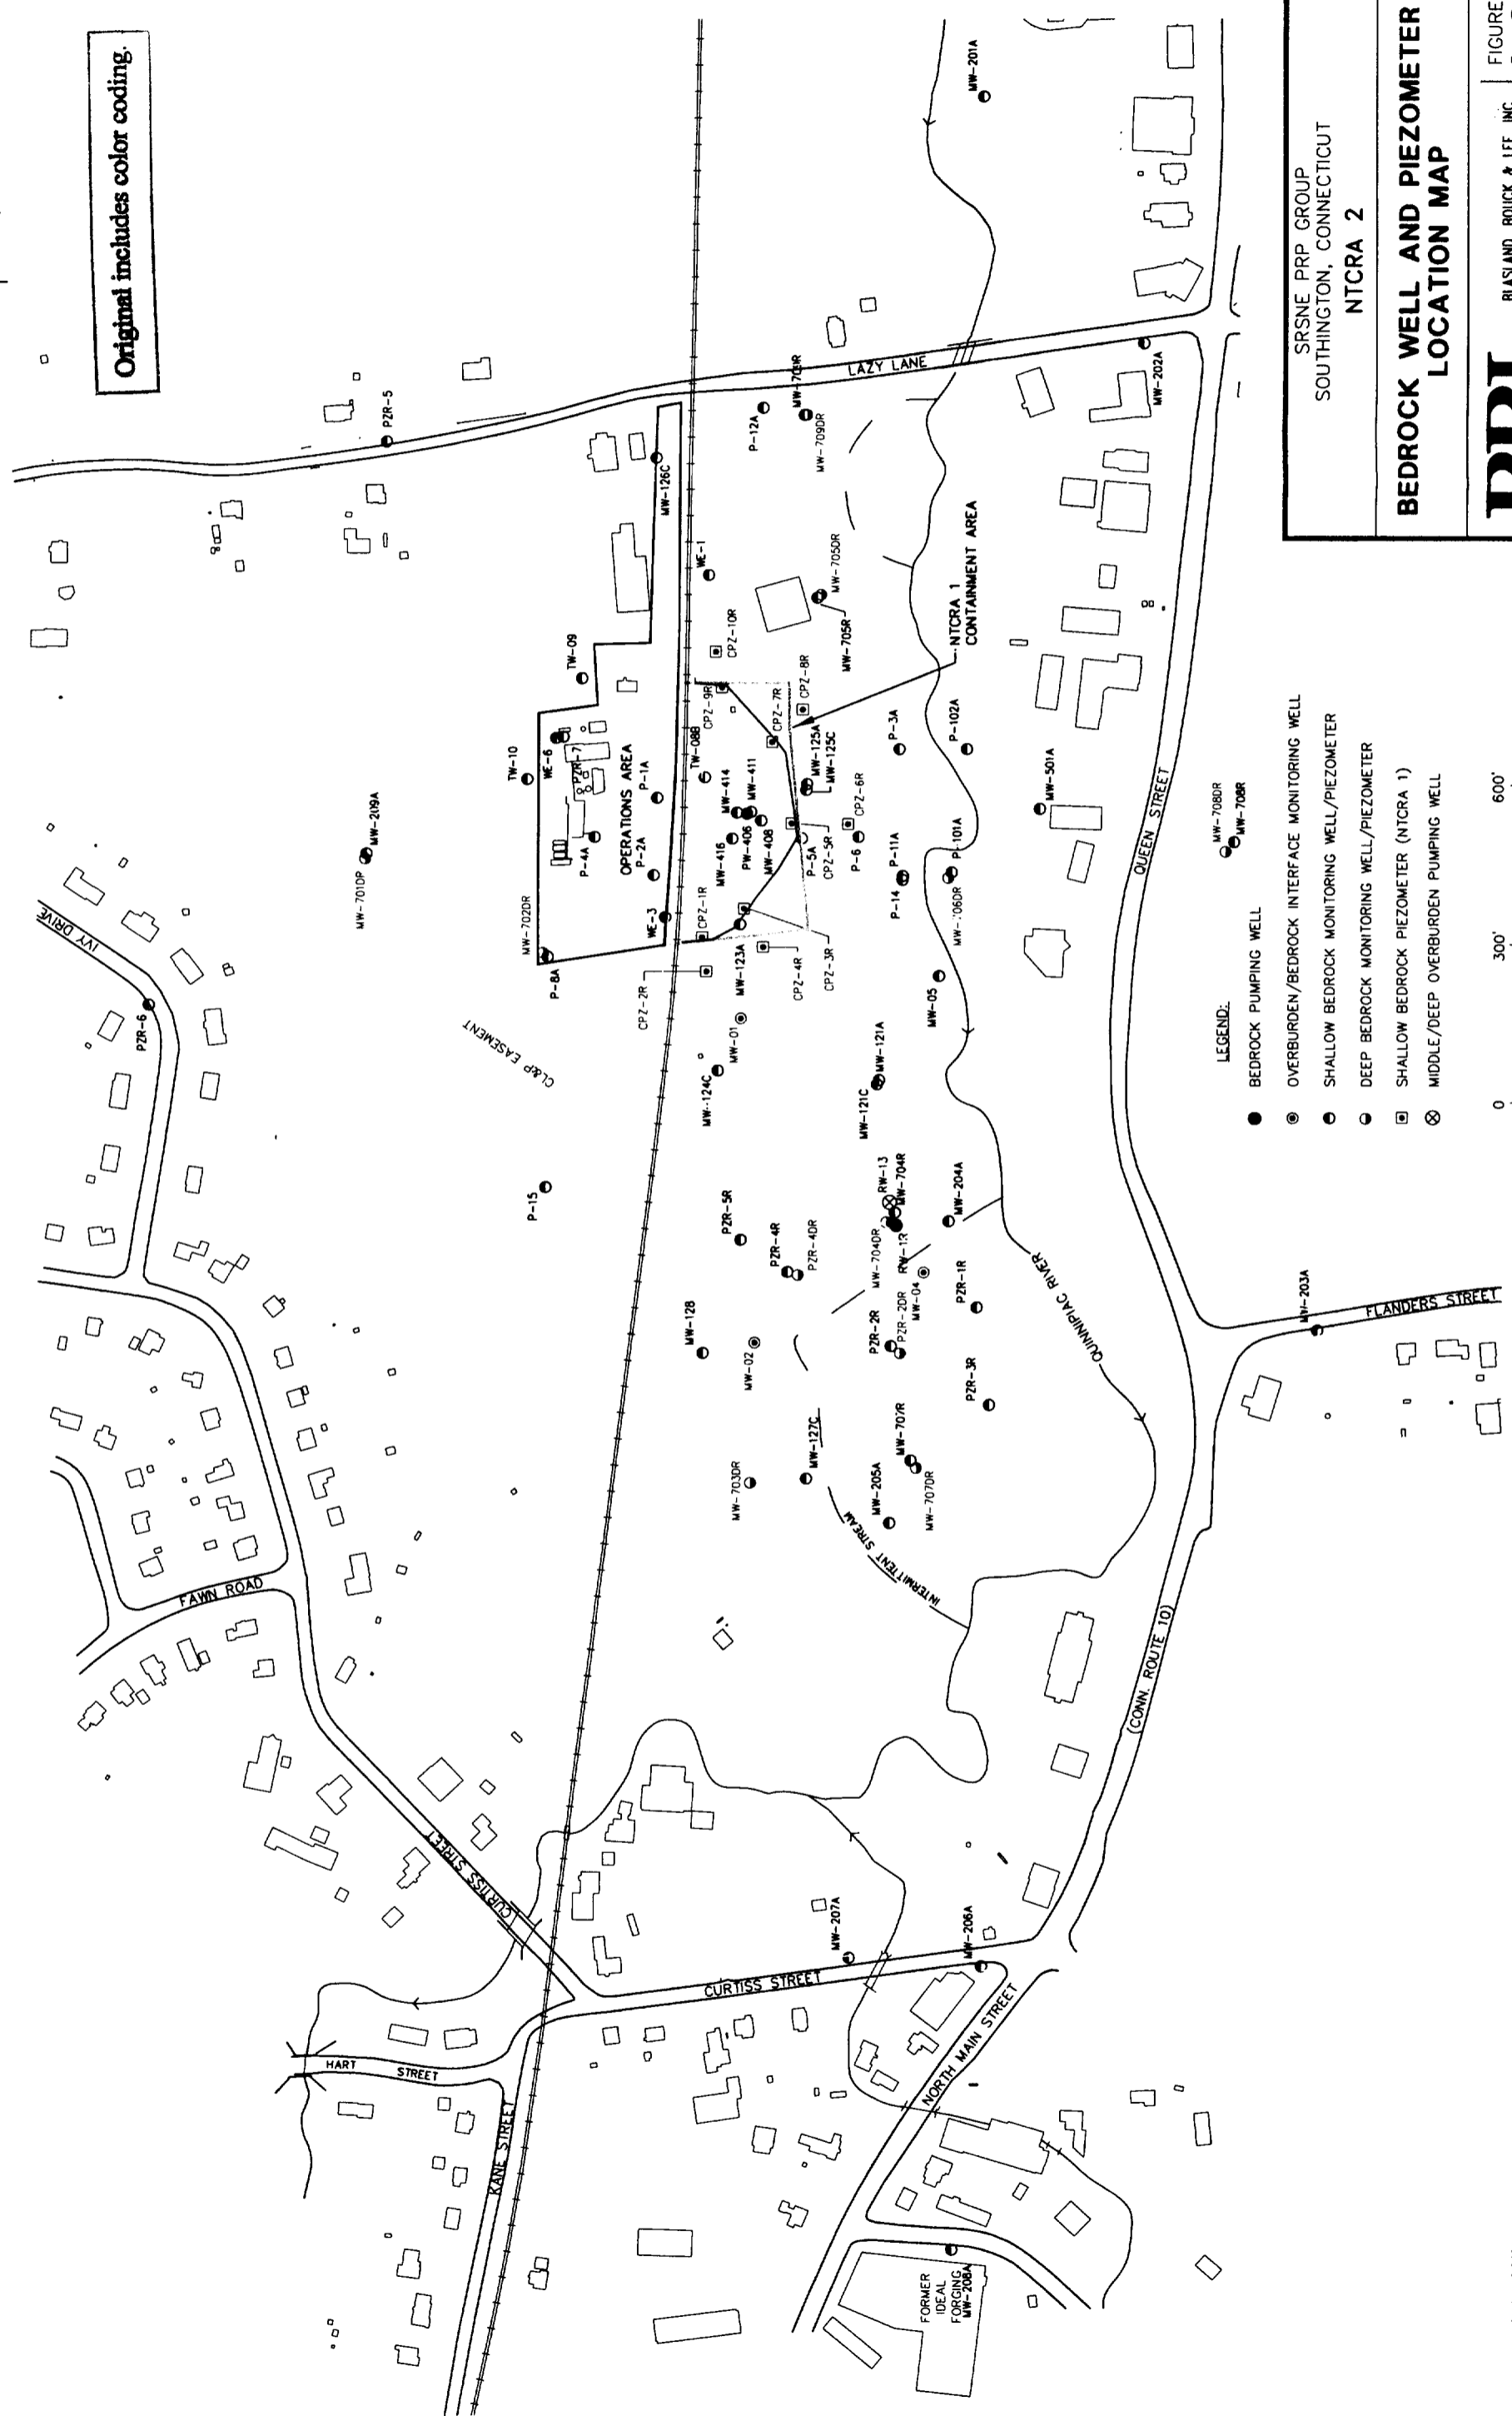 Original includes color coding.
PZR-5
MW-201A
LAZY LANE
P-12A
MW-709DR
MW-202A
MW-126C
WE-1
MW-705DR
MW-705R
NTCRA 1
CONTAINMENT AREA
CPZ-10R
TW-09
CPZ-9R
CPZ-8R
CPZ-7R
TW-10
WE-6
PZR-7
OPERATIONS AREA
P-1A
P-2A
P-4A
TW-08B
MW-414
MW-411
MW-416
PW-406
MW-408
MW-125A
MW-125C
P-5A
CPZ-5R
CPZ-6R
P-6
P-3A
P-102A
P-11A
P-14
P-101A
MW-706DR
MW-501A
MW-708DR
MW-708R
MW-209A
MW-701DP
MW-702DR
P-8A
WE-3
CPZ-1R
CPZ-2R
MW-123A
CPZ-4R
CPZ-3R
MW-05
IVY DRIVE
PZR-6
CL&P EASEMENT
MW-01
MW-124C
MW-121A
MW-121C
P-15
PZR-5R
PZR-4R
PZR-4DR
RW-13
MW-704R
MW-704DR
RW-1R
MW-04
MW-204A
PZR-1R
PZR-2R
PZR-2DR
PZR-3R
MW-128
MW-02
MW-127C
MW-703DR
MW-707R
MW-707DR
MW-205A
INTERMITTENT STREAM
QUINNIPIAC RIVER
QUEEN STREET
(CONN. ROUTE 10)
MW-203A
FLANDERS STREET
FAWN ROAD
CURTISS STREET
CURTISS STREET
MW-207A
MW-206A
NORTH MAIN STREET
HART
STREET
KANE STREET
FORMER
IDEAL
FORGING
MW-208A
LEGEND:
BEDROCK PUMPING WELL
OVERBURDEN/BEDROCK INTERFACE MONITORING WELL
SHALLOW BEDROCK MONITORING WELL/PIEZOMETER
DEEP BEDROCK MONITORING WELL/PIEZOMETER
SHALLOW BEDROCK PIEZOMETER (NTCRA 1)
MIDDLE/DEEP OVERBURDEN PUMPING WELL
0 300' 600'
SRSNE PRP GROUP
SOUTHINGTON, CONNECTICUT
NTCRA 2
BEDROCK WELL AND PIEZOMETER
LOCATION MAP
BLASLAND, BOUCK & LEE, INC.
FIGURE